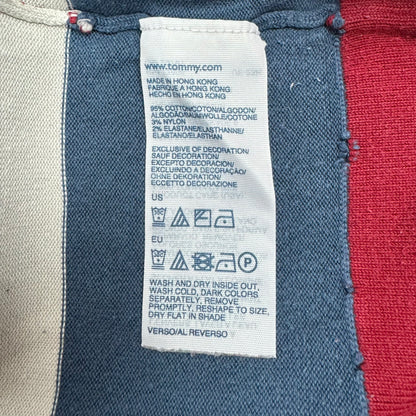 www.tommy.com
MADE IN HONG KONG
FABRIQUE A HONG KONG
HECHO EN HONG KONG
95% COTTON/COTON/ALGODON/
ALGODÃO/BAUMWOLLE/COTONE
3% NYLON
2% ELASTANE/ELASTHANNE/
ELASTANO/ELASTHAN
EXCLUSIVE OF DECORATION/
SAUF DECORATION/
EXCEPTO DECORACION/
EXCLUINDO A DECORAÇÃO/
OHNE DEKORATION/
ECCETTO DECORAZIONE
US
EU
WASH AND DRY INSIDE OUT,
WASH COLD, DARK COLORS
SEPARATELY, REMOVE
PROMPTLY, RESHAPE TO SIZE,
DRY FLAT IN SHADE
VERSO/AL REVERSO